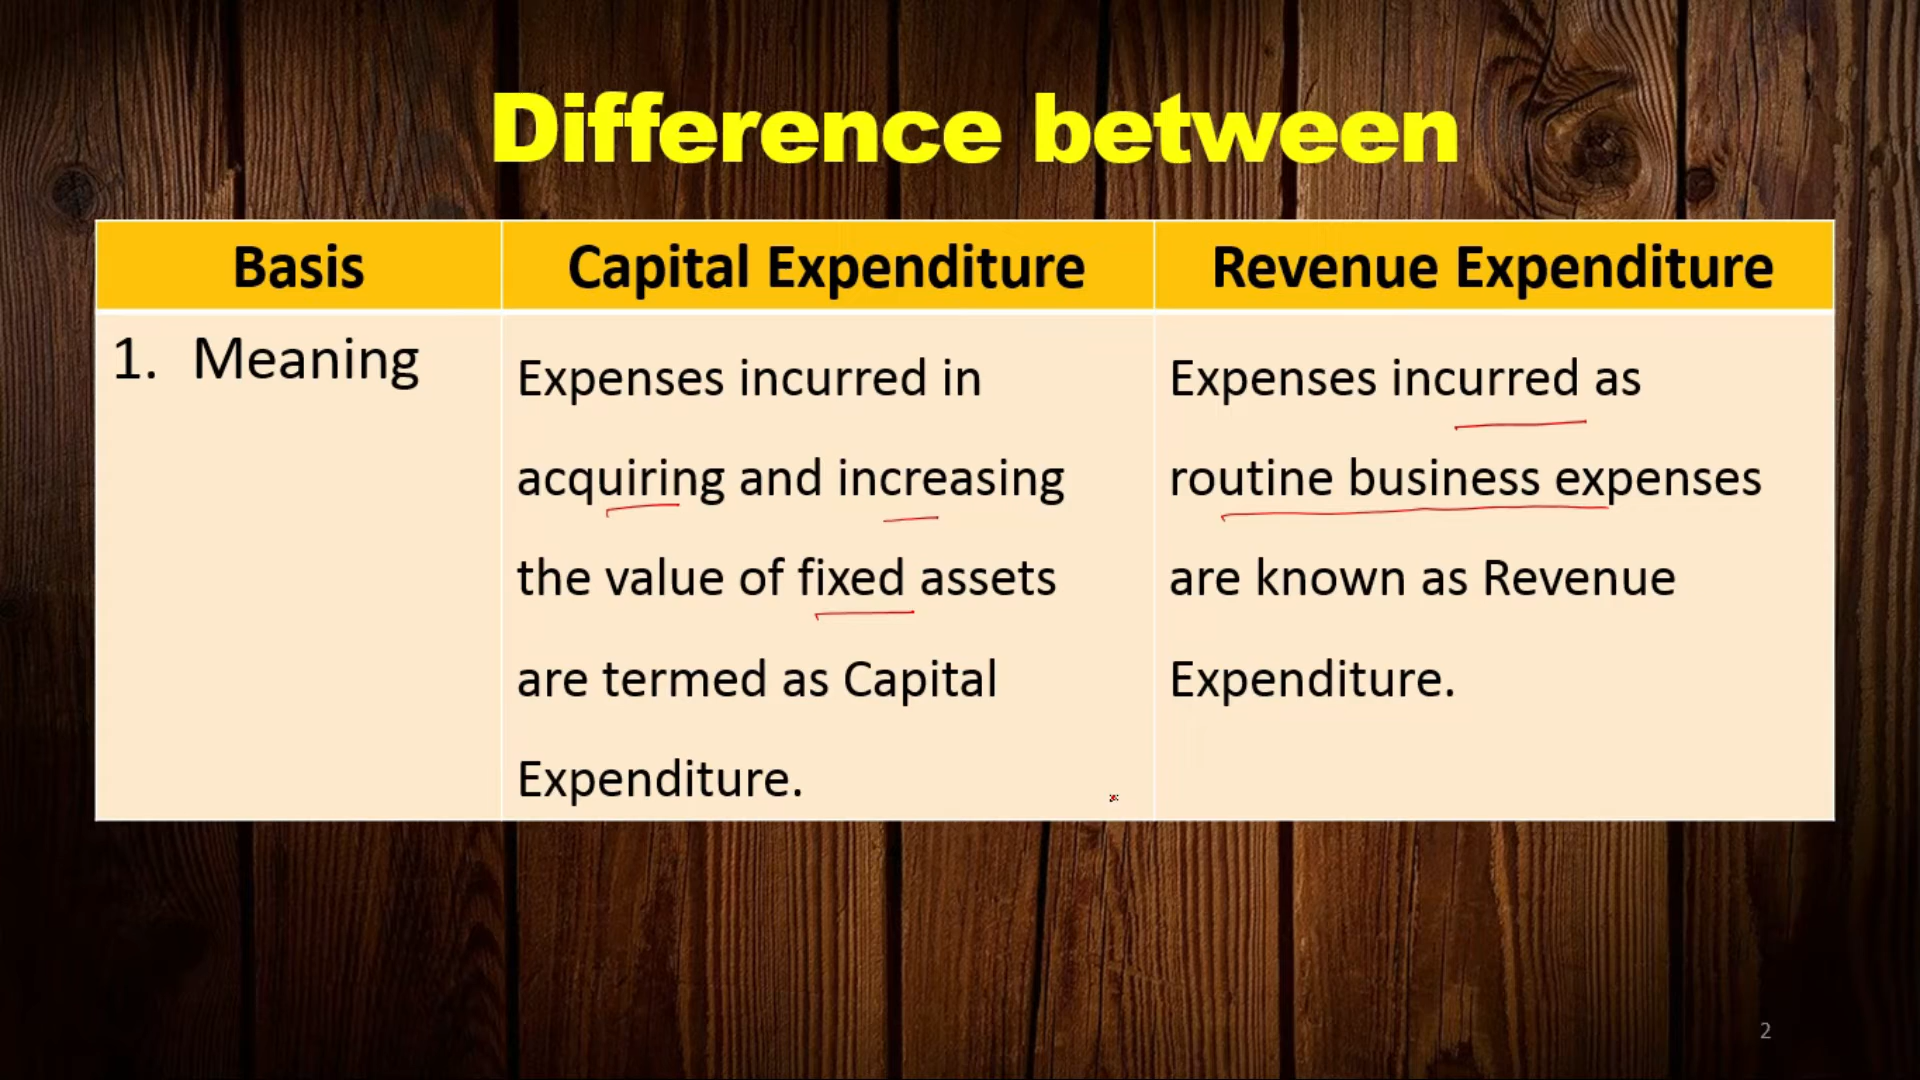 Difference between
Basis
Capital Expenditure
Revenue Expenditure
1. Meaning
Expenses incurred in
acquiring and increasing
the value of fixed assets
are termed as Capital
Expenditure.
Expenses incurred as
routine business expenses
are known as Revenue
Expenditure.
2